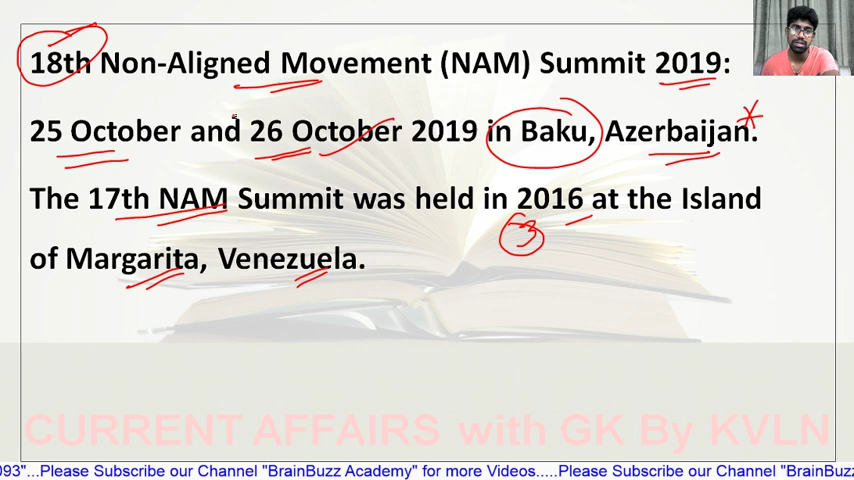 18th Non-Aligned Movement (NAM) Summit 2019:
25 October and 26 October 2019 in Baku, Azerbaijan.
The 17th NAM Summit was held in 2016 at the Island
3
of Margarita, Venezuela.
CURRENT AFFAIRS with GK By KVLN
093"...Please Subscribe our Channel "BrainBuzz Academy" for more Videos.....Please Subscribe our Channel "BrainBuzz